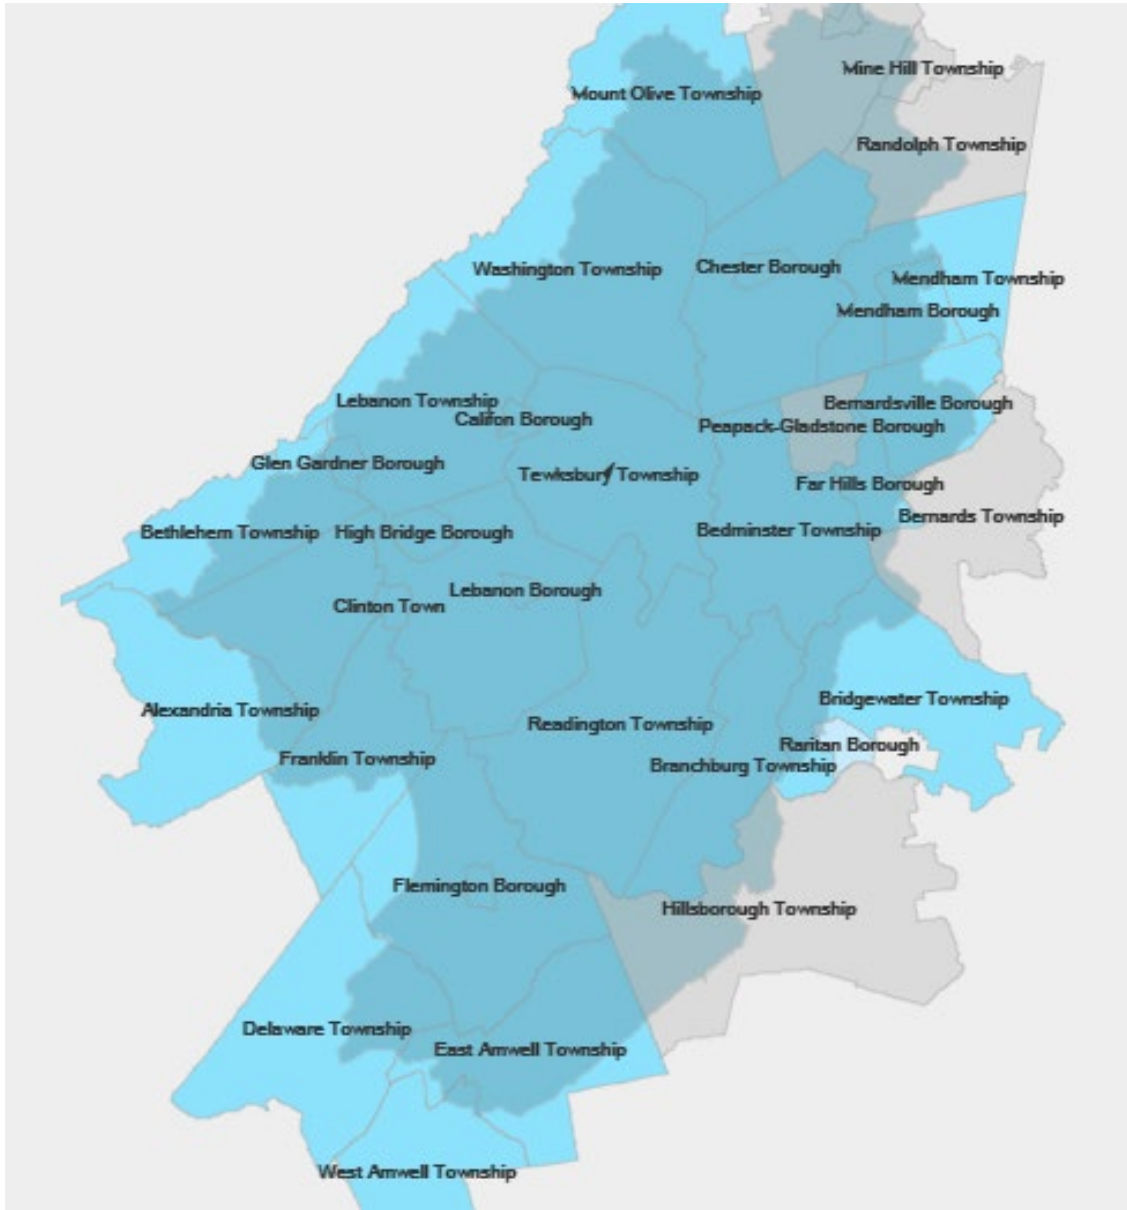 Mine Hill Township
Mount Olive Township
Randolph Township
Washington Township
Chester Borough
Mendham Township
Mendham Borough
Lebanon Township
Califon Borough
Bernardsville Borough
Peapack-Gladstone Borough
Glen Gardner Borough
Tewksbury Township
Far Hills Borough
Bernards Township
Bethlehem Township
High Bridge Borough
Bedminster Township
Lebanon Borough
Clinton Town
Bridgewater Township
Alexandria Township
Readington Township
Raritan Borough
Franklin Township
Branchburg Township
Flemington Borough
Hillsborough Township
Delaware Township
East Amwell Township
West Amwell Township